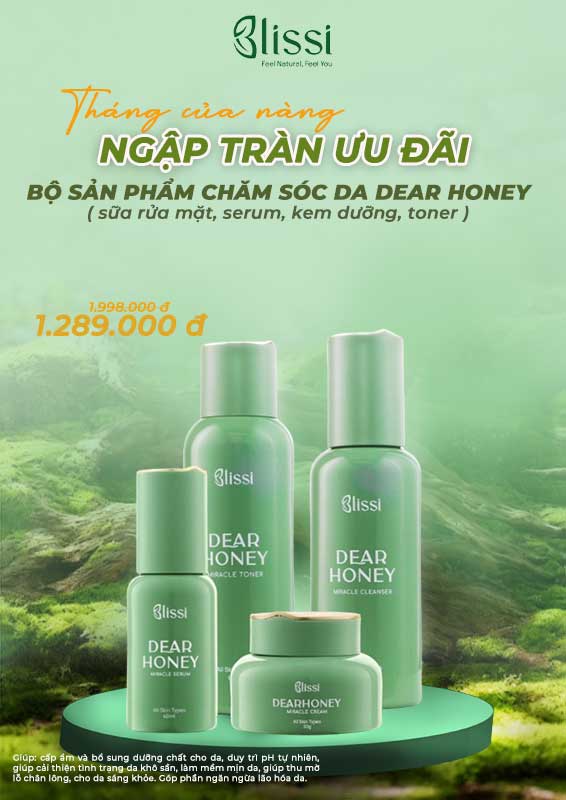 Blissi
Feel Natural, Feel You
Tháng của nàng
NGẬP TRÀN ƯU ĐÃI
BỘ SẢN PHẨM CHĂM SÓC DA DEAR HONEY
( sữa rửa mặt, serum, kem dưỡng, toner )
1.998.000 đ
1.289.000 đ
Blissi
DEAR
HONEY
MIRACLE TONER
All Skin
Blissi
DEAR
HONEY
MIRACLE CLEANSER
Blissi
DEAR
HONEY
MIRACLE SERUM
All Skin Types
Blissi
DEARHONEY
MIRACLE CREAM
All Skin Types
Giúp: cấp ẩm và bổ sung dưỡng chất cho da, duy trì pH tự nhiên,
giúp cải thiện tình trạng da khô sần, làm mềm mịn da, giúp thu mờ
lỗ chân lông, cho da sáng khỏe. Góp phần ngăn ngừa lão hóa da.